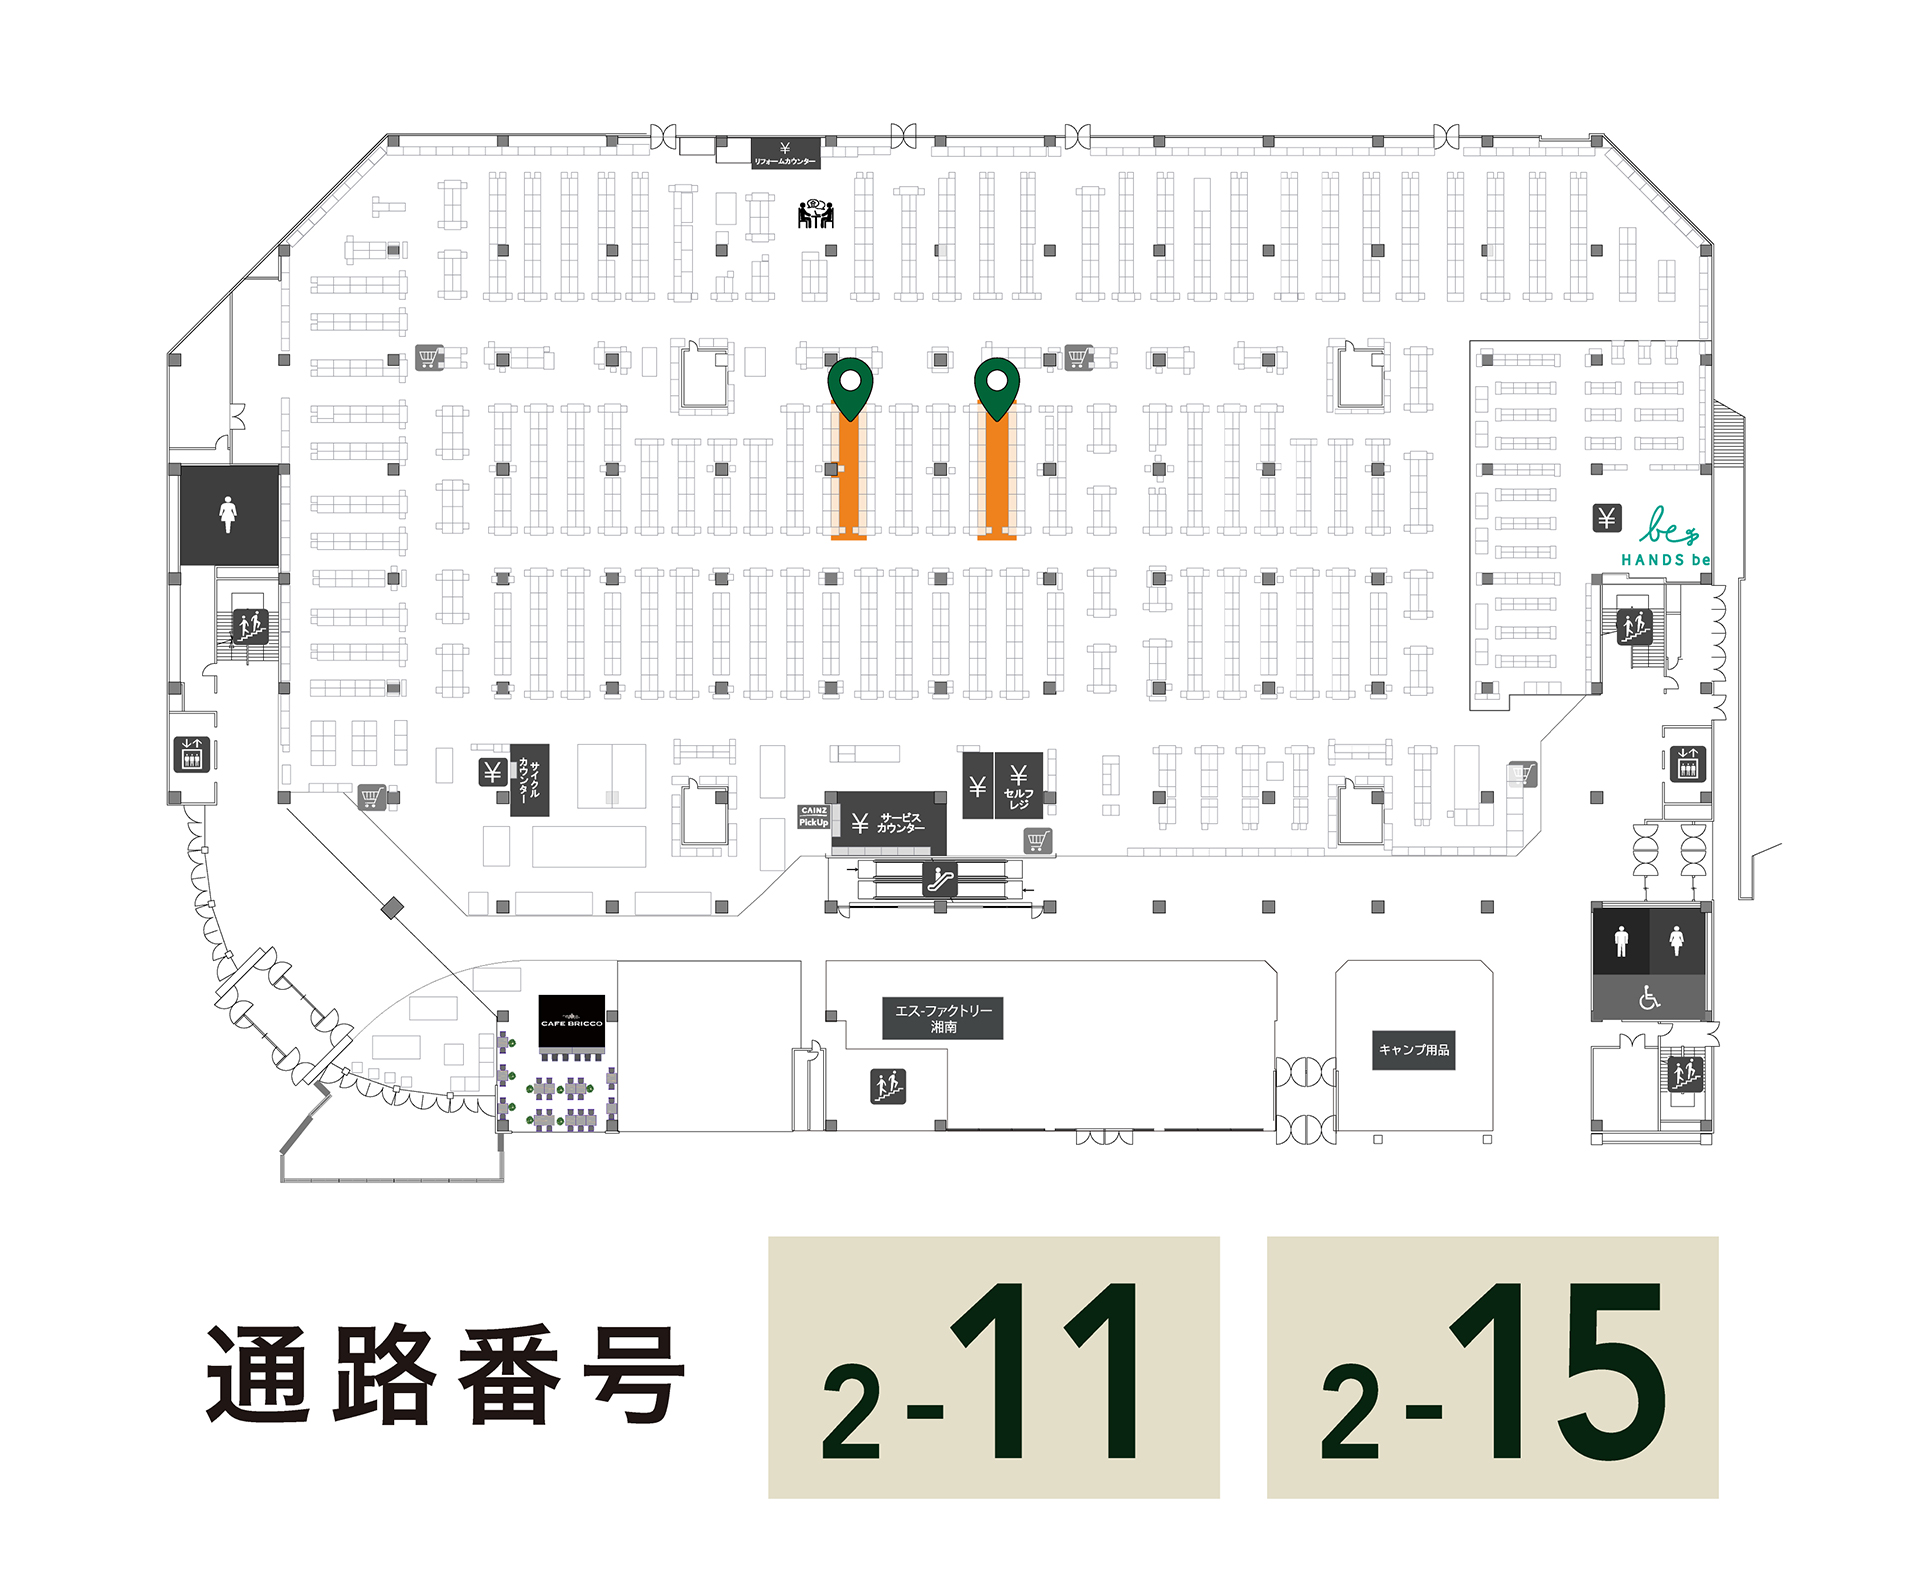 ¥
リフォームカウンター
¥
be
HANDS be
¥
サイクル
カウンター
¥
¥
セルフ
レジ
CAINZ
PickUp
¥
サービス
カウンター
CAFE BRICCO
エス-ファクトリー
湘南
キャンプ用品
通路番号
2-11
2-15